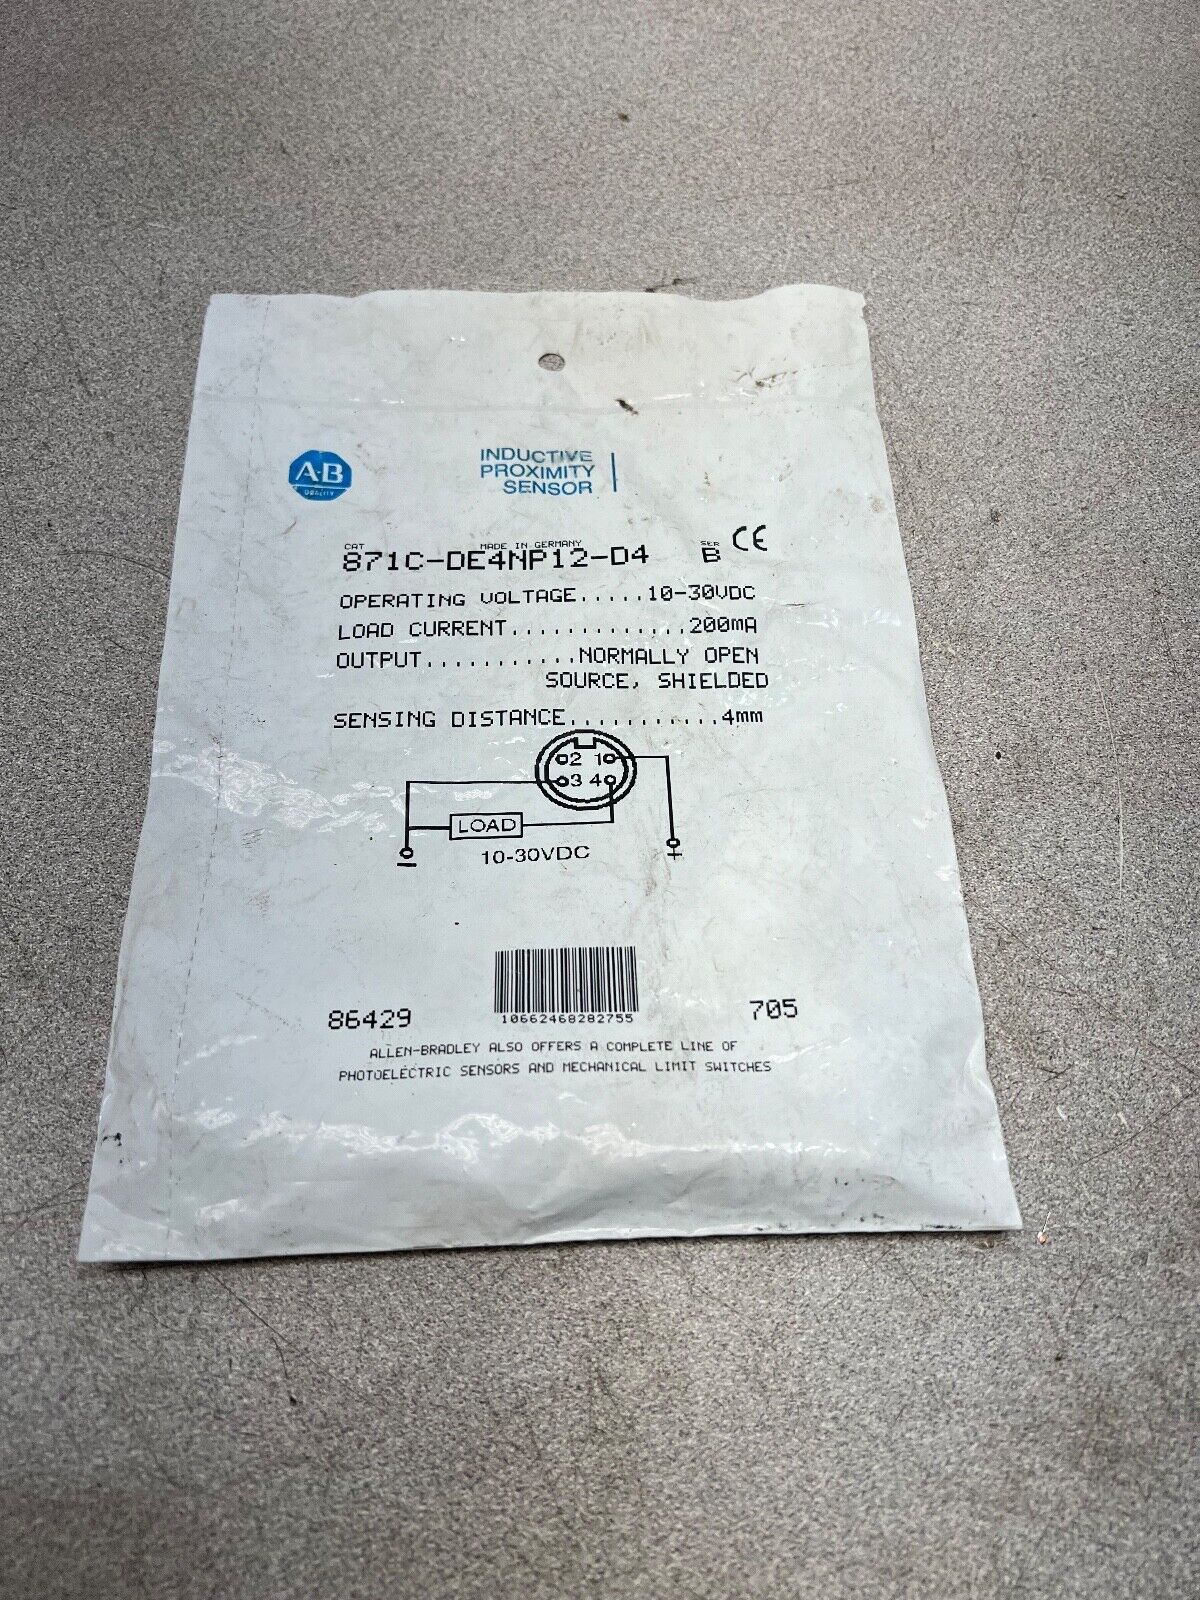 A-B
QUALITY
INDUCTIVE
PROXIMITY
SENSOR
CAT
MADE IN GERMANY
871C-DE4NP12-D4
SER
B
CE
OPERATING VOLTAGE.....10-30VDC
LOAD CURRENT.............200mA
OUTPUT...........NORMALLY OPEN
SOURCE, SHIELDED
SENSING DISTANCE...........4mm
2 1
3 4
LOAD
10-30VDC
- +
86429
10662468282755
705
ALLEN-BRADLEY ALSO OFFERS A COMPLETE LINE OF
PHOTOELECTRIC SENSORS AND MECHANICAL LIMIT SWITCHES